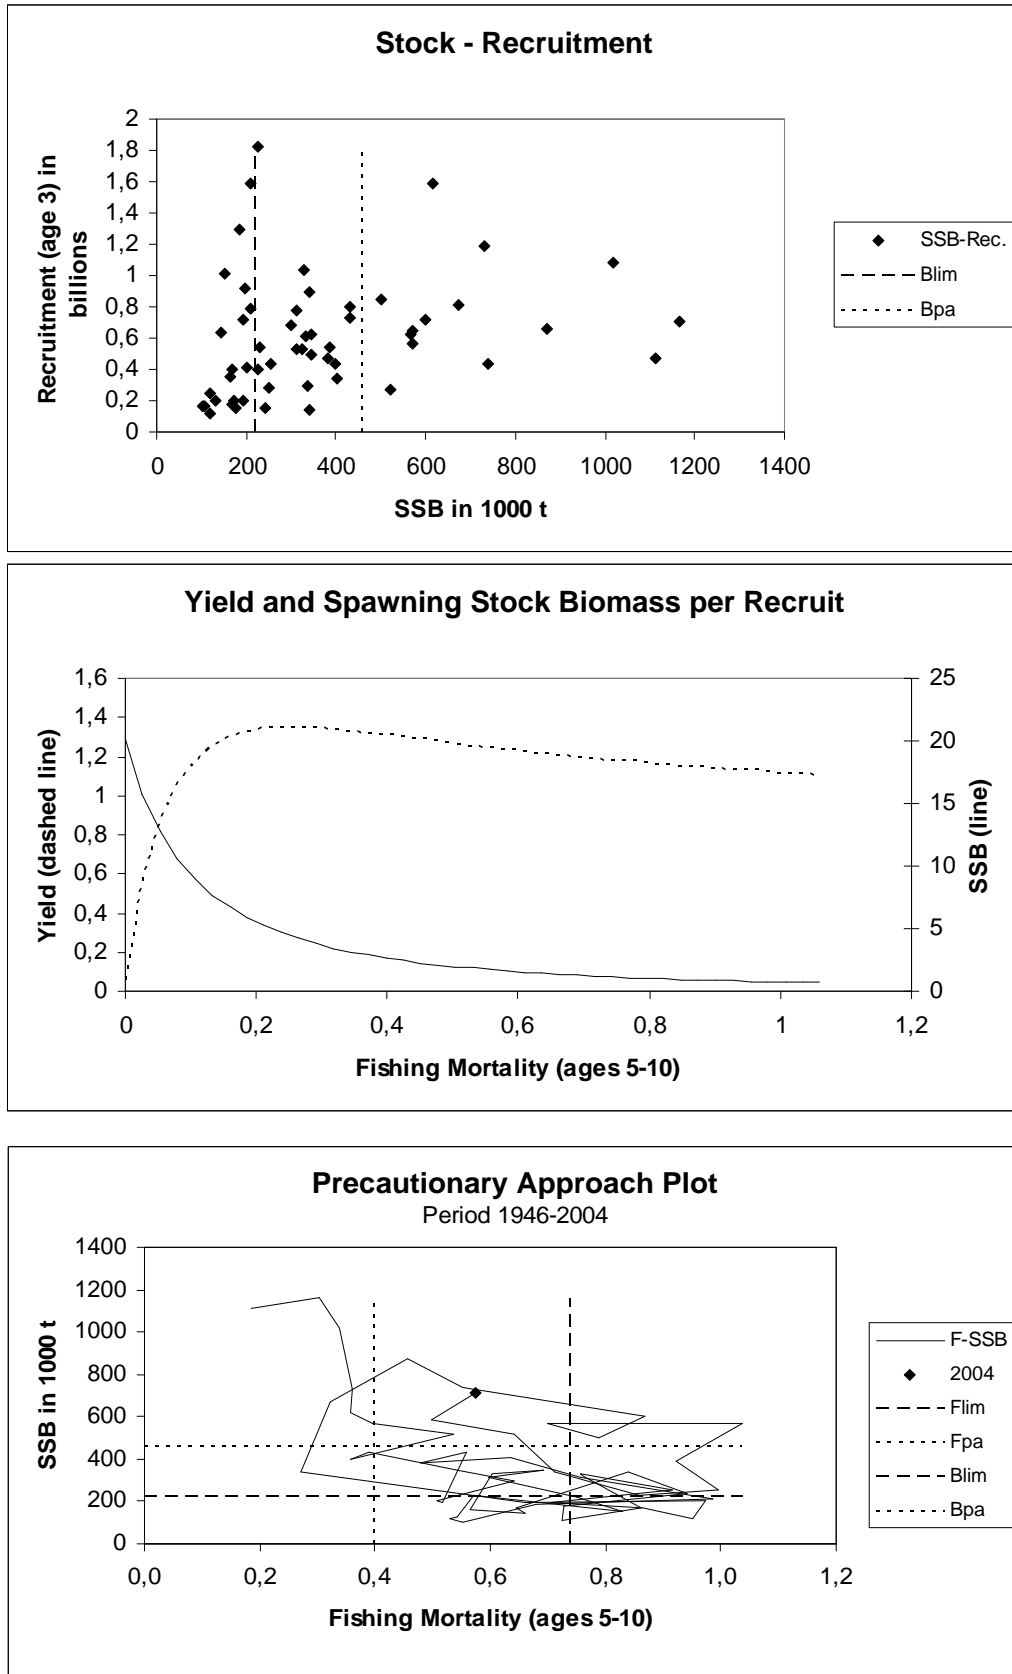 Stock - Recruitment
Recruitment (age 3) in
billions
2
1,8
1,6
1,4
1,2
1
0,8
0,6
0,4
0,2
0
0 200 400 600 800 1000 1200 1400
SSB in 1000 t
SSB-Rec.
Blim
Bpa
Yield and Spawning Stock Biomass per Recruit
Yield (dashed line)
1,6
1,4
1,2
1
0,8
0,6
0,4
0,2
0
25
20
15
10
5
0
SSB (line)
0 0,2 0,4 0,6 0,8 1 1,2
Fishing Mortality (ages 5-10)
Precautionary Approach Plot
Period 1946-2004
SSB in 1000 t
1400
1200
1000
800
600
400
200
0
0,0 0,2 0,4 0,6 0,8 1,0 1,2
Fishing Mortality (ages 5-10)
F-SSB
2004
Flim
Fpa
Blim
Bpa